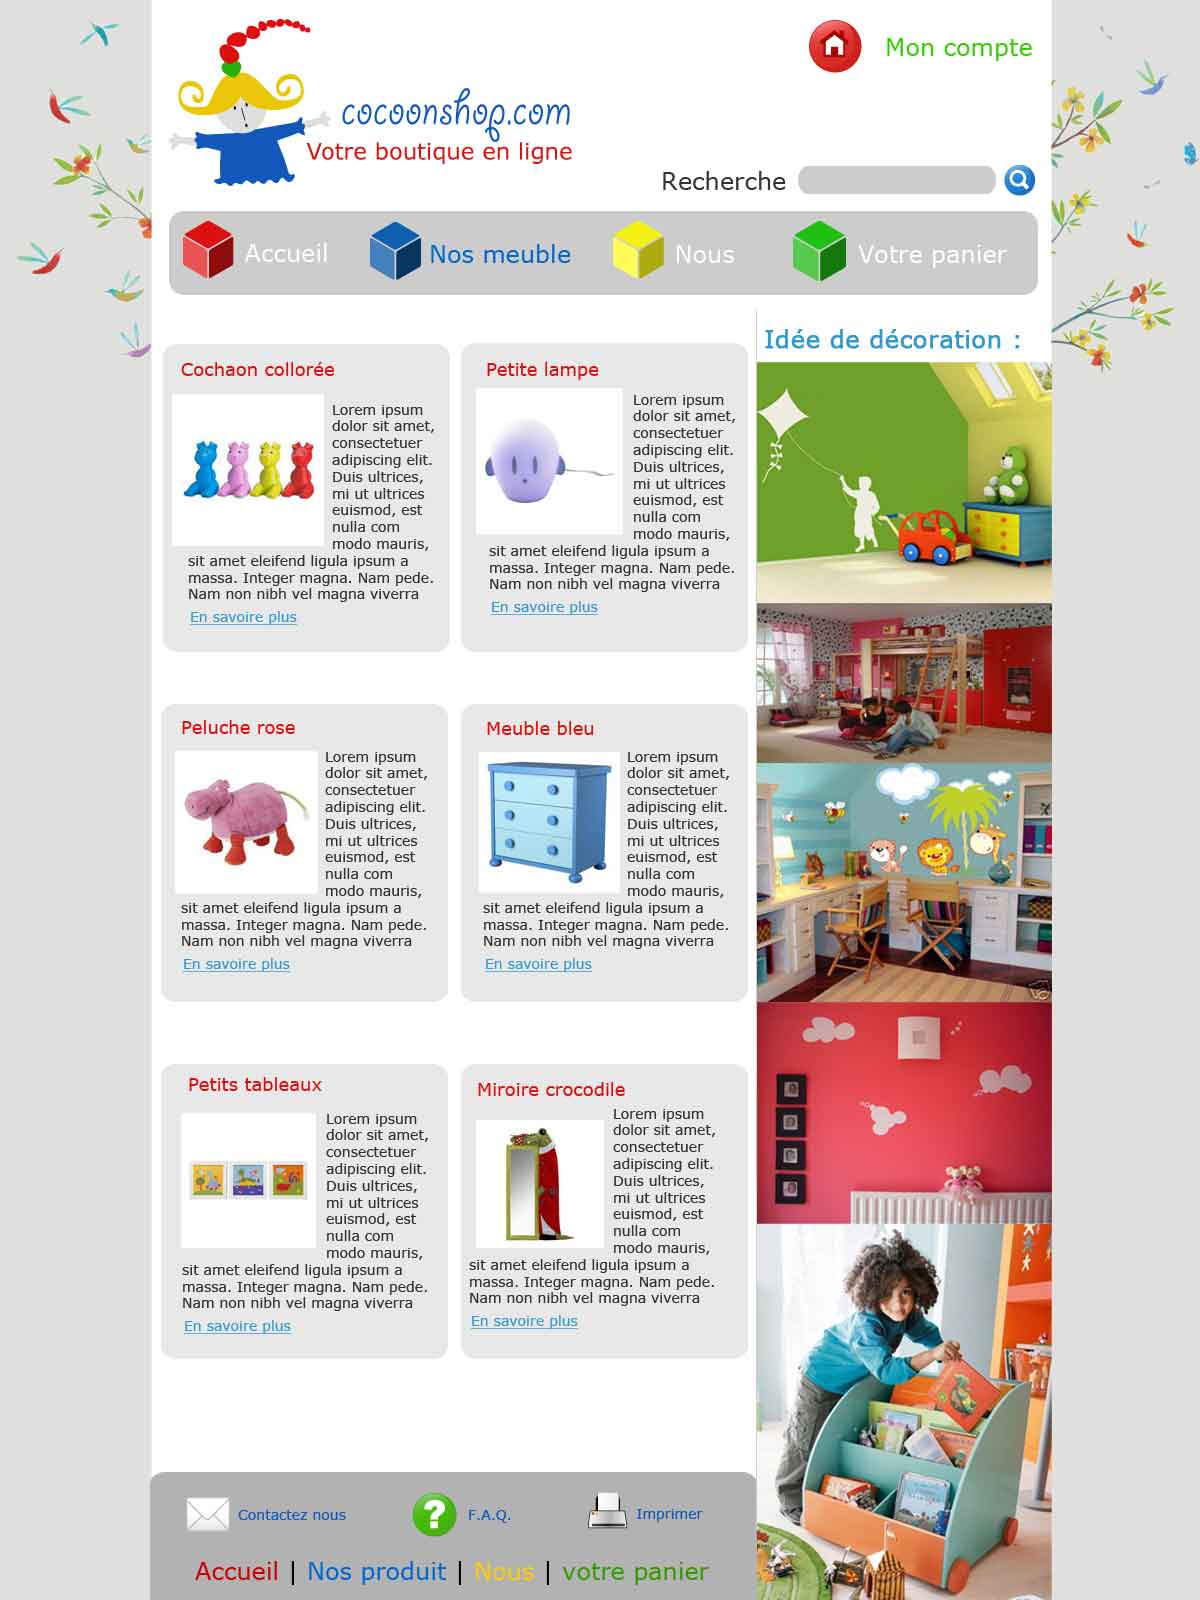 Mon compte
cocoonshop.com
Votre boutique en ligne
Recherche
Accueil
Nos meuble
Nous
Votre panier
Idée de décoration :
Cochaon collorée
Lorem ipsum
dolor sit amet,
consectetuer
adipiscing elit.
Duis ultrices,
mi ut ultrices
euismod, est
nulla com
modo mauris,
sit amet eleifend ligula ipsum a
massa. Integer magna. Nam pede.
Nam non nibh vel magna viverra
En savoire plus
Petite lampe
Lorem ipsum
dolor sit amet,
consectetuer
adipiscing elit.
Duis ultrices,
mi ut ultrices
euismod, est
nulla com
modo mauris,
sit amet eleifend ligula ipsum a
massa. Integer magna. Nam pede.
Nam non nibh vel magna viverra
En savoire plus
Peluche rose
Lorem ipsum
dolor sit amet,
consectetuer
adipiscing elit.
Duis ultrices,
mi ut ultrices
euismod, est
nulla com
modo mauris,
sit amet eleifend ligula ipsum a
massa. Integer magna. Nam pede.
Nam non nibh vel magna viverra
En savoire plus
Meuble bleu
Lorem ipsum
dolor sit amet,
consectetuer
adipiscing elit.
Duis ultrices,
mi ut ultrices
euismod, est
nulla com
modo mauris,
sit amet eleifend ligula ipsum a
massa. Integer magna. Nam pede.
Nam non nibh vel magna viverra
En savoire plus
Petits tableaux
Lorem ipsum
dolor sit amet,
consectetuer
adipiscing elit.
Duis ultrices,
mi ut ultrices
euismod, est
nulla com
modo mauris,
sit amet eleifend ligula ipsum a
massa. Integer magna. Nam pede.
Nam non nibh vel magna viverra
En savoire plus
Miroire crocodile
Lorem ipsum
dolor sit amet,
consectetuer
adipiscing elit.
Duis ultrices,
mi ut ultrices
euismod, est
nulla com
modo mauris,
sit amet eleifend ligula ipsum a
massa. Integer magna. Nam pede.
Nam non nibh vel magna viverra
En savoire plus
Contactez nous
F.A.Q.
Imprimer
Accueil | Nos produit | Nous | votre panier